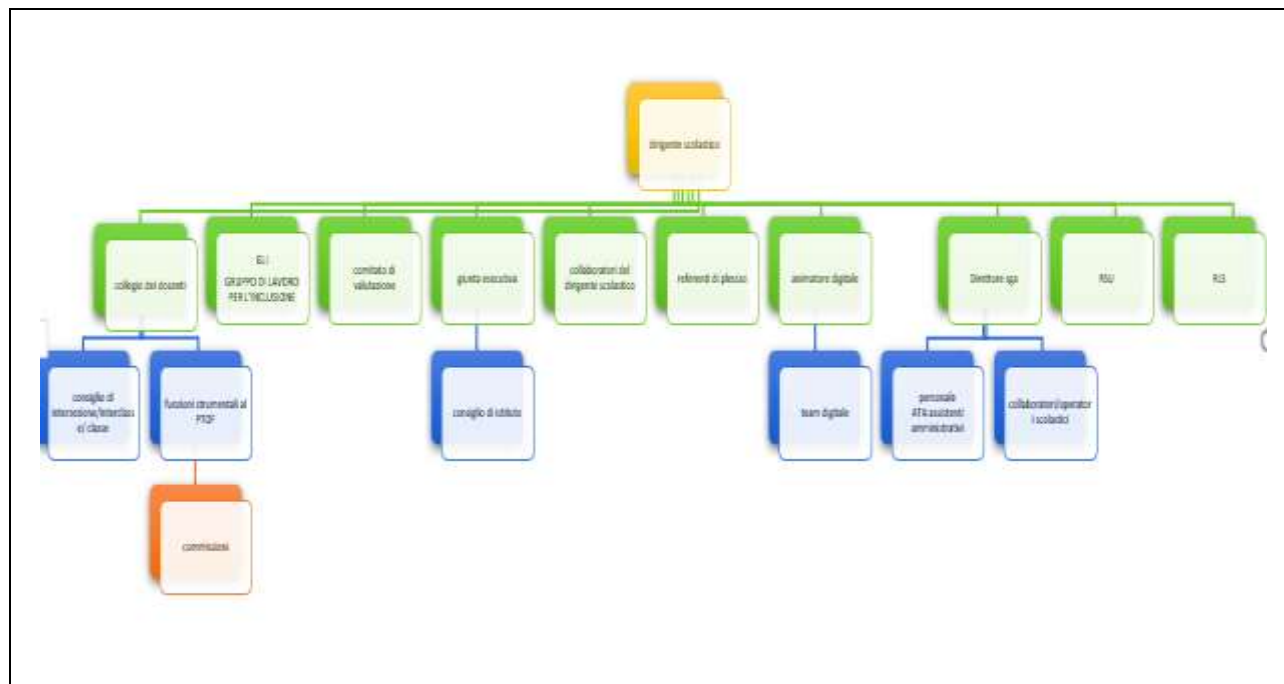 dirigente scolastico
collegio dei docenti
GLI
GRUPPO DI LAVORO
PER L'INCLUSIONE
comitato di
valutazione
giunta esecutiva
collaboratori del
dirigente scolastico
referenti di plesso
animatore digitale
Direttore sga
RSU
RLS
consiglio di
intersezione/interclass
e/ classe
funzioni strumentali al
PTOF
consiglio di istituto
team digitale
personale
ATA assistenti
amministrativi
collaboratori/operator
i scolastici
commissioni